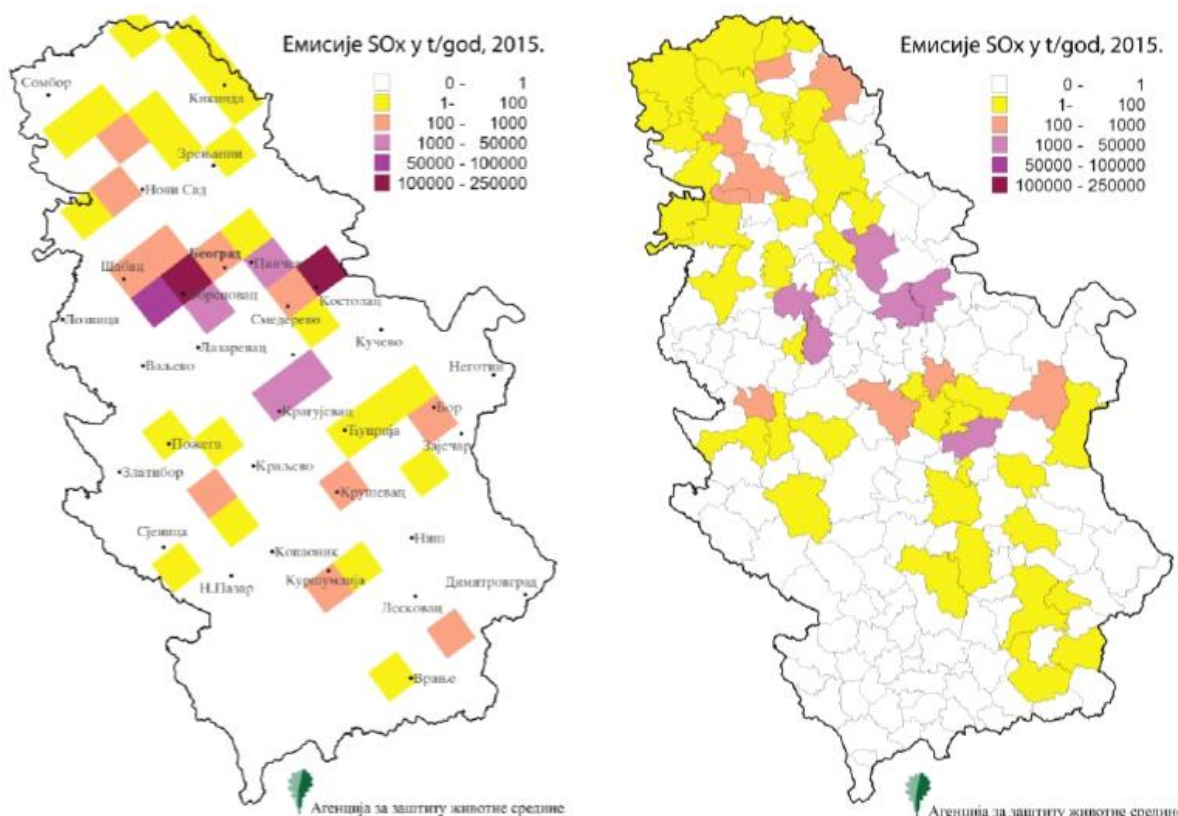 Емисије SOx у t/god, 2015.
0 - 1
1- 100
100 - 1000
1000 - 50000
50000 - 100000
100000 - 250000
Сомбор
Кикинда
Зрењанин
Нови Сад
Београд
Шабац
Панчево
Обреновац
Костолац
Смедерево
Лозница
Лазаревац
Кучево
Ваљево
Неготин
Крагујевац
Бор
Ћуприја
Пожега
Зајечар
Златибор
Краљево
Крушевац
Сјеница
Копаоник
Ниш
Н.Пазар
Куршумлија
Димитровград
Лесковац
Врање
Агенција за заштиту животне средине
Емисије SOx у t/god, 2015.
0 - 1
1- 100
100 - 1000
1000 - 50000
50000 - 100000
100000 - 250000
Агенција за заштиту животне средине